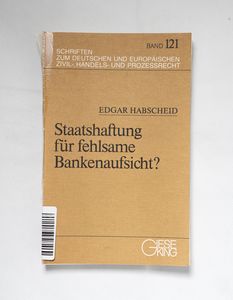 SCHRIFTEN BAND 121
ZUM DEUTSCHEN UND EUROPÄISCHEN
ZIVIL-, HANDELS- UND PROZESSRECHT
EDGAR HABSCHEID
Staatshaftung
für fehlsame
Bankenaufsicht?
GIESE
KING